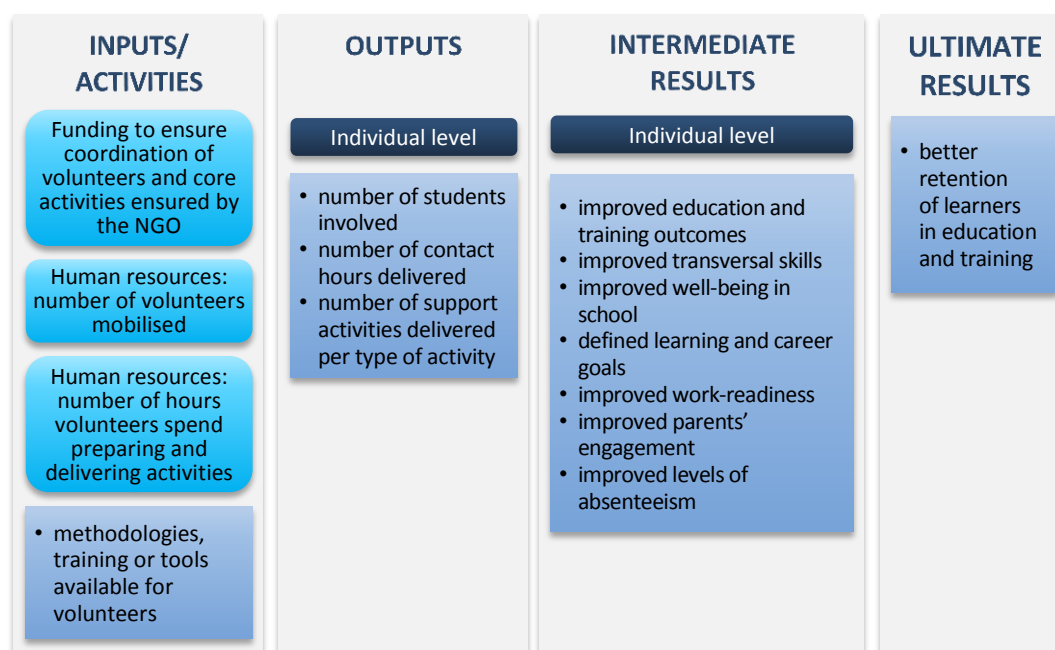 INPUTS/
ACTIVITIES
Funding to ensure
coordination of
volunteers and core
activities ensured by
the NGO
Human resources:
number of volunteers
mobilised
Human resources:
number of hours
volunteers spend
preparing and
delivering activities
• methodologies,
training or tools
available for
volunteers
OUTPUTS
Individual level
• number of students
involved
• number of contact
hours delivered
• number of support
activities delivered
per type of activity
INTERMEDIATE
RESULTS
Individual level
• improved education and
training outcomes
• improved transversal skills
• improved well-being in
school
• defined learning and career
goals
• improved work-readiness
• improved parents’
engagement
• improved levels of
absenteeism
ULTIMATE
RESULTS
• better
retention
of learners
in education
and training